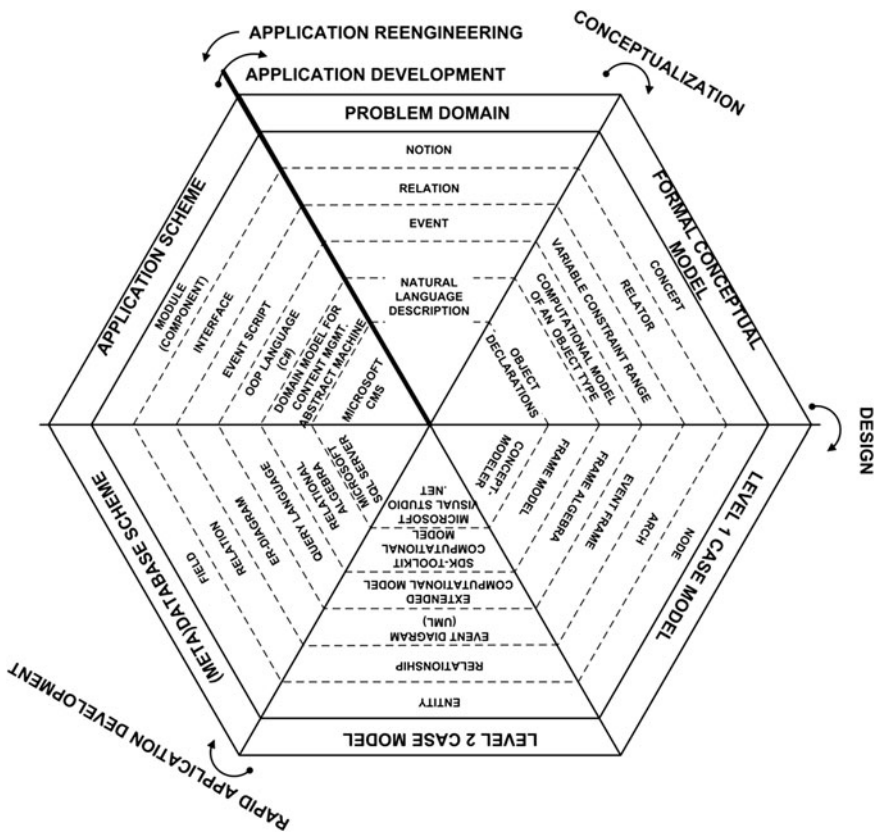 APPLICATION REENGINEERING
APPLICATION DEVELOPMENT
CONCEPTUALIZATION
PROBLEM DOMAIN
NOTION
RELATION
EVENT
NATURAL
LANGUAGE
DESCRIPTION
FORMAL CONCEPTUAL
MODEL
CONCEPT
RELATOR
VARIABLE CONSTRAINT RANGE
COMPUTATIONAL MODEL
OF AN OBJECT TYPE
OBJECT
DECLARATIONS
DESIGN
LEVEL 1 CASE MODEL
NODE
ARCH
EVENT FRAME
FRAME ALGEBRA
FRAME MODEL
CONCEPT-
MODELER
LEVEL 2 CASE MODEL
ENTITY
RELATIONSHIP
EVENT DIAGRAM
(UML)
EXTENDED
COMPUTATIONAL MODEL
SDK-TOOLKIT
COMPUTATIONAL
MODEL
MICROSOFT
VISUAL STUDIO
.NET
RAPID APPLICATION DEVELOPMENT
(META)DATABASE SCHEME
FIELD
RELATION
ER-DIAGRAM
QUERY LANGUAGE
RELATIONAL
ALGEBRA
MICROSOFT
SQL SERVER
APPLICATION SCHEME
MODULE
(COMPONENT)
INTERFACE
EVENT SCRIPT
OOP LANGUAGE
(C#)
DOMAIN MODEL FOR
CONTENT MGMT.
ABSTRACT MACHINE
MICROSOFT
CMS